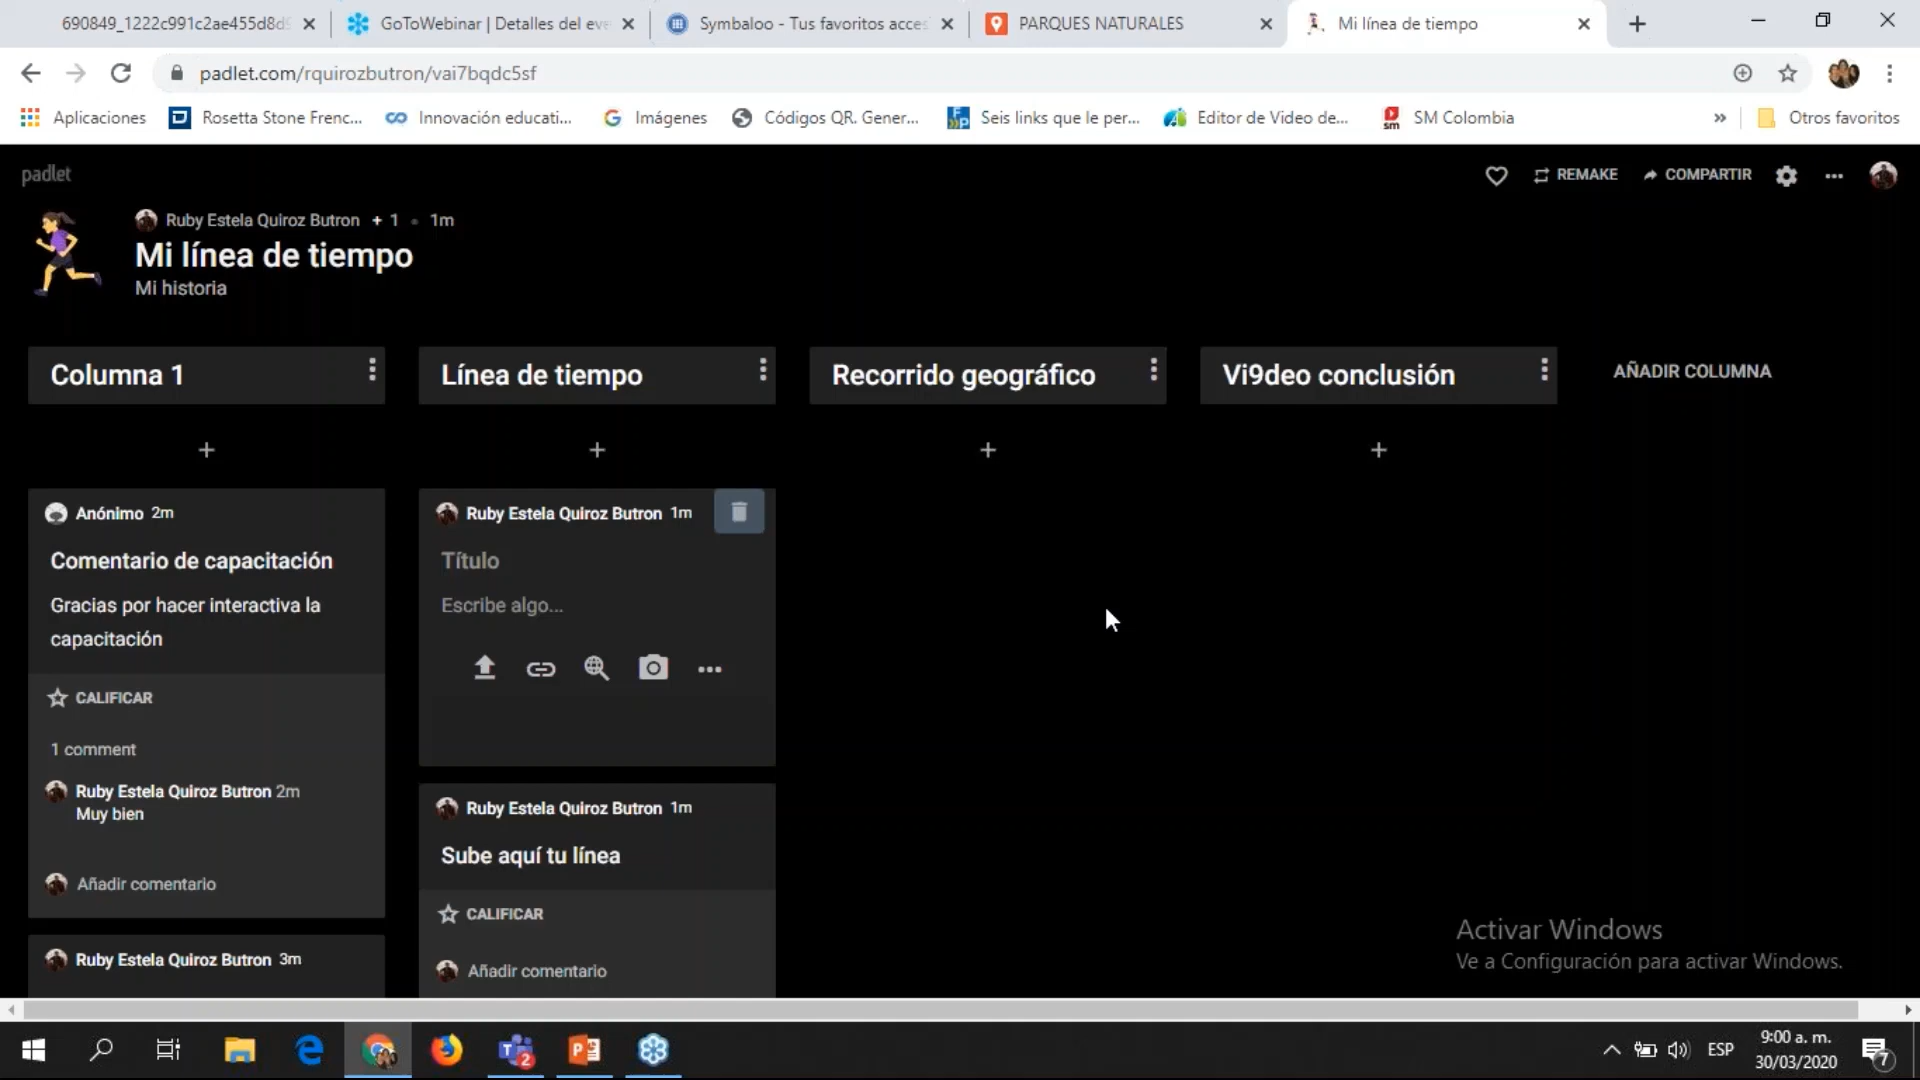 690849_1222c991c2ae455d8d
GoToWebinar | Detalles del eve
Symbaloo - Tus favoritos acces
PARQUES NATURALES
Mi línea de tiempo
padlet.com/rquirozbutron/vai7bqdc5sf
Aplicaciones
Rosetta Stone Frenc...
Innovación educati...
Imágenes
Códigos QR. Gener...
Seis links que le per...
Editor de Video de...
SM Colombia
»
Otros favoritos
padlet
REMAKE
COMPARTIR
Ruby Estela Quiroz Butron + 1 • 1m
Mi línea de tiempo
Mi historia
Columna 1
Línea de tiempo
Recorrido geográfico
Vi9deo conclusión
AÑADIR COLUMNA
Anónimo 2m
Comentario de capacitación
Gracias por hacer interactiva la
capacitación
CALIFICAR
1 comment
Ruby Estela Quiroz Butron 2m
Muy bien
Añadir comentario
Ruby Estela Quiroz Butron 3m
Ruby Estela Quiroz Butron 1m
Título
Escribe algo...
Ruby Estela Quiroz Butron 1m
Sube aquí tu línea
CALIFICAR
Añadir comentario
Activar Windows
Ve a Configuración para activar Windows.
2
ESP
9:00 a. m.
30/03/2020
7